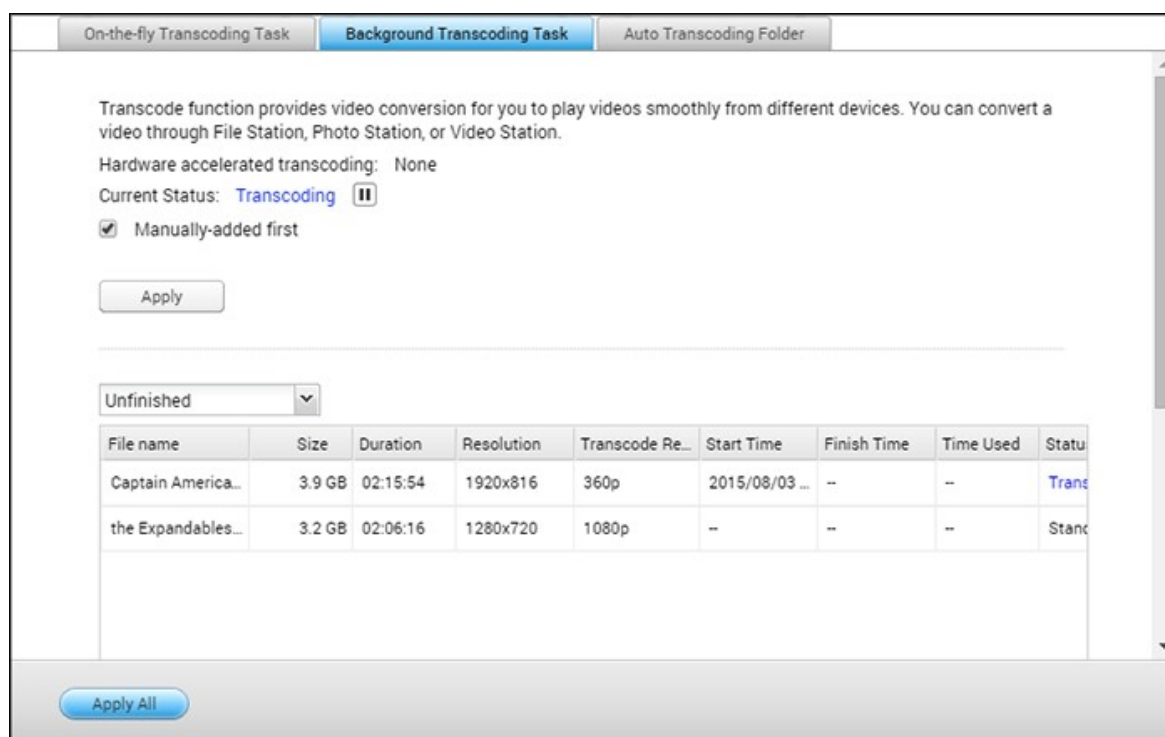 On-the-fly Transcoding Task Background Transcoding Task Auto Transcoding Folder
Transcode function provides video conversion for you to play videos smoothly from different devices. You can convert a
video through File Station, Photo Station, or Video Station.
Hardware accelerated transcoding: None
Current Status: Transcoding
Manually-added first
Apply
Unfinished
File name Size Duration Resolution Transcode Re... Start Time Finish Time Time Used Statu
Captain America... 3.9 GB 02:15:54 1920x816 360p 2015/08/03 ... -- -- Trans
the Expandables... 3.2 GB 02:06:16 1280x720 1080p -- -- -- Stand
Apply All